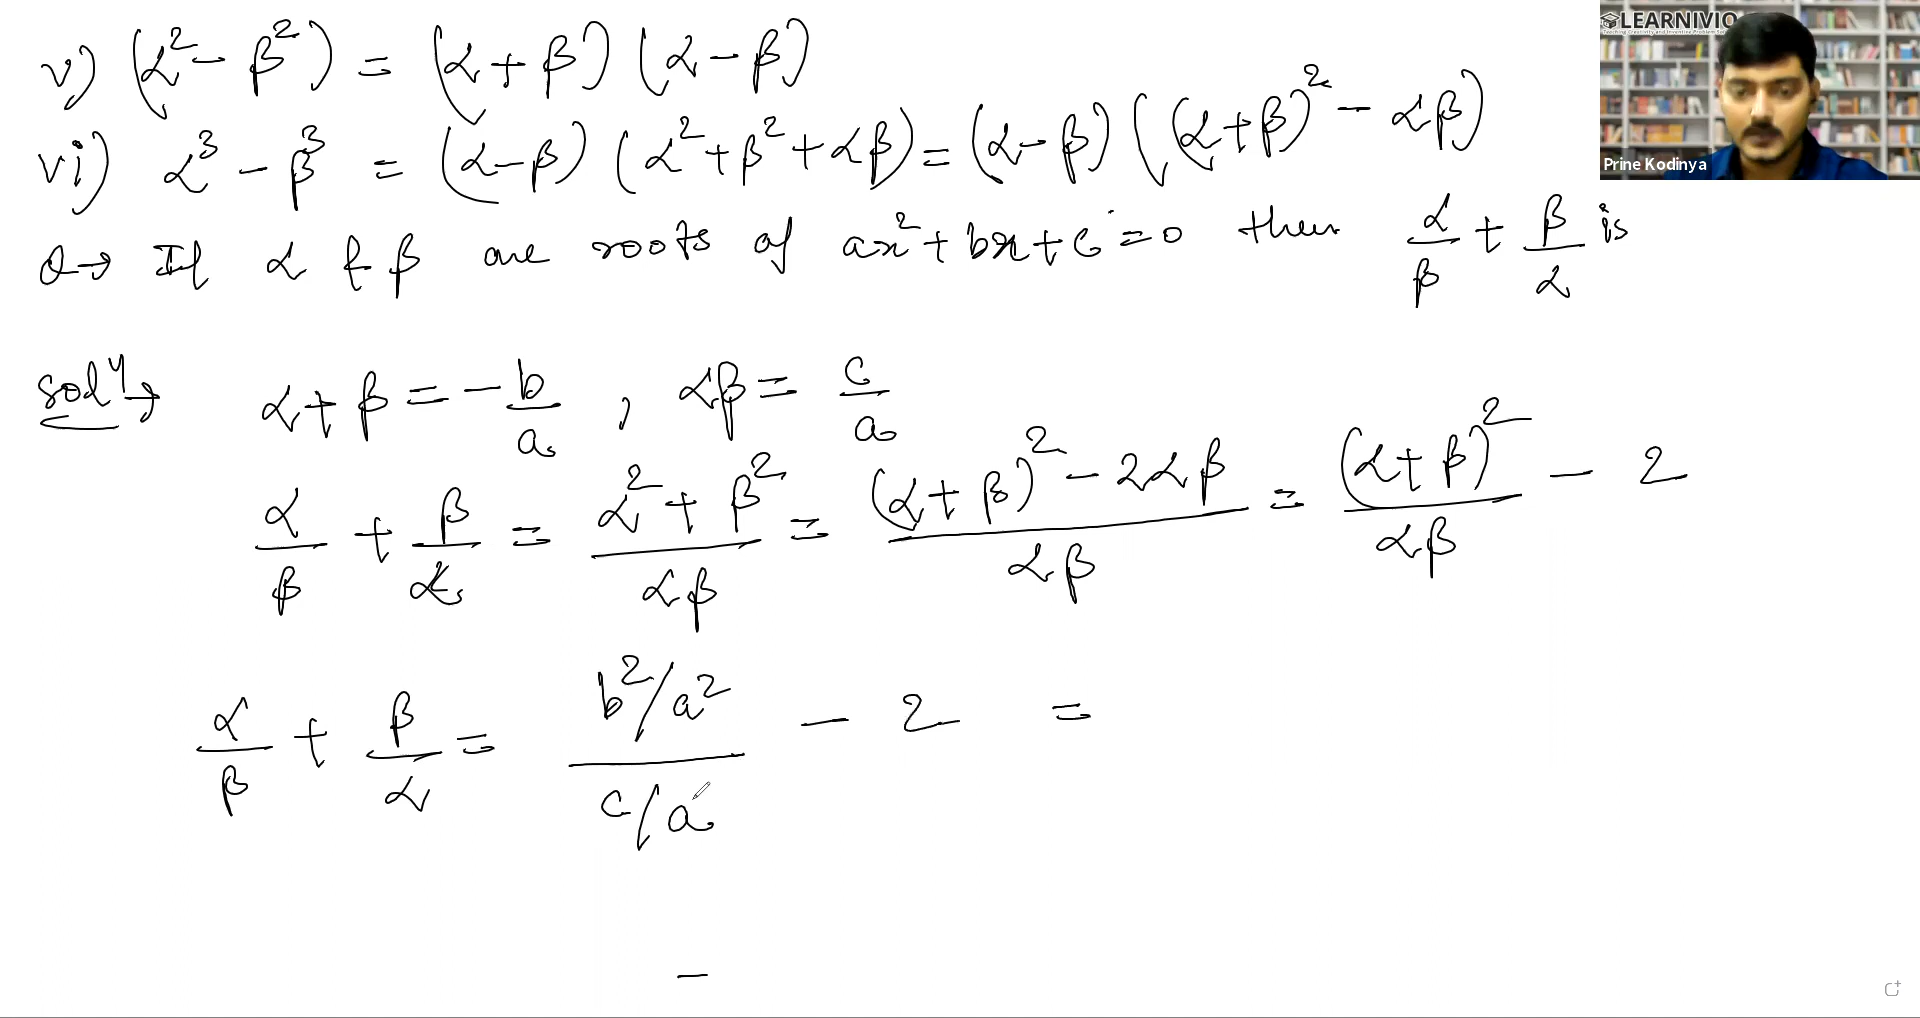 v) (α² - β²) = (α + β) (α - β)
vi) α³ - β³ = (α-β) (α²+β²+αβ) = (α-β) ((α+β)² - αβ)
Q→ If α & β are roots of ax²+bx+c=0 then α/β + β/α is
solⁿ→ α+β = -b/a , αβ = c/a
α/β + β/α = (α² + β²)/αβ = ((α+β)² - 2αβ)/αβ = (α+β)²/αβ - 2
α/β + β/α = (b²/a²)/(c/a) - 2 =
-
LEARNIVIO
Prine Kodinya